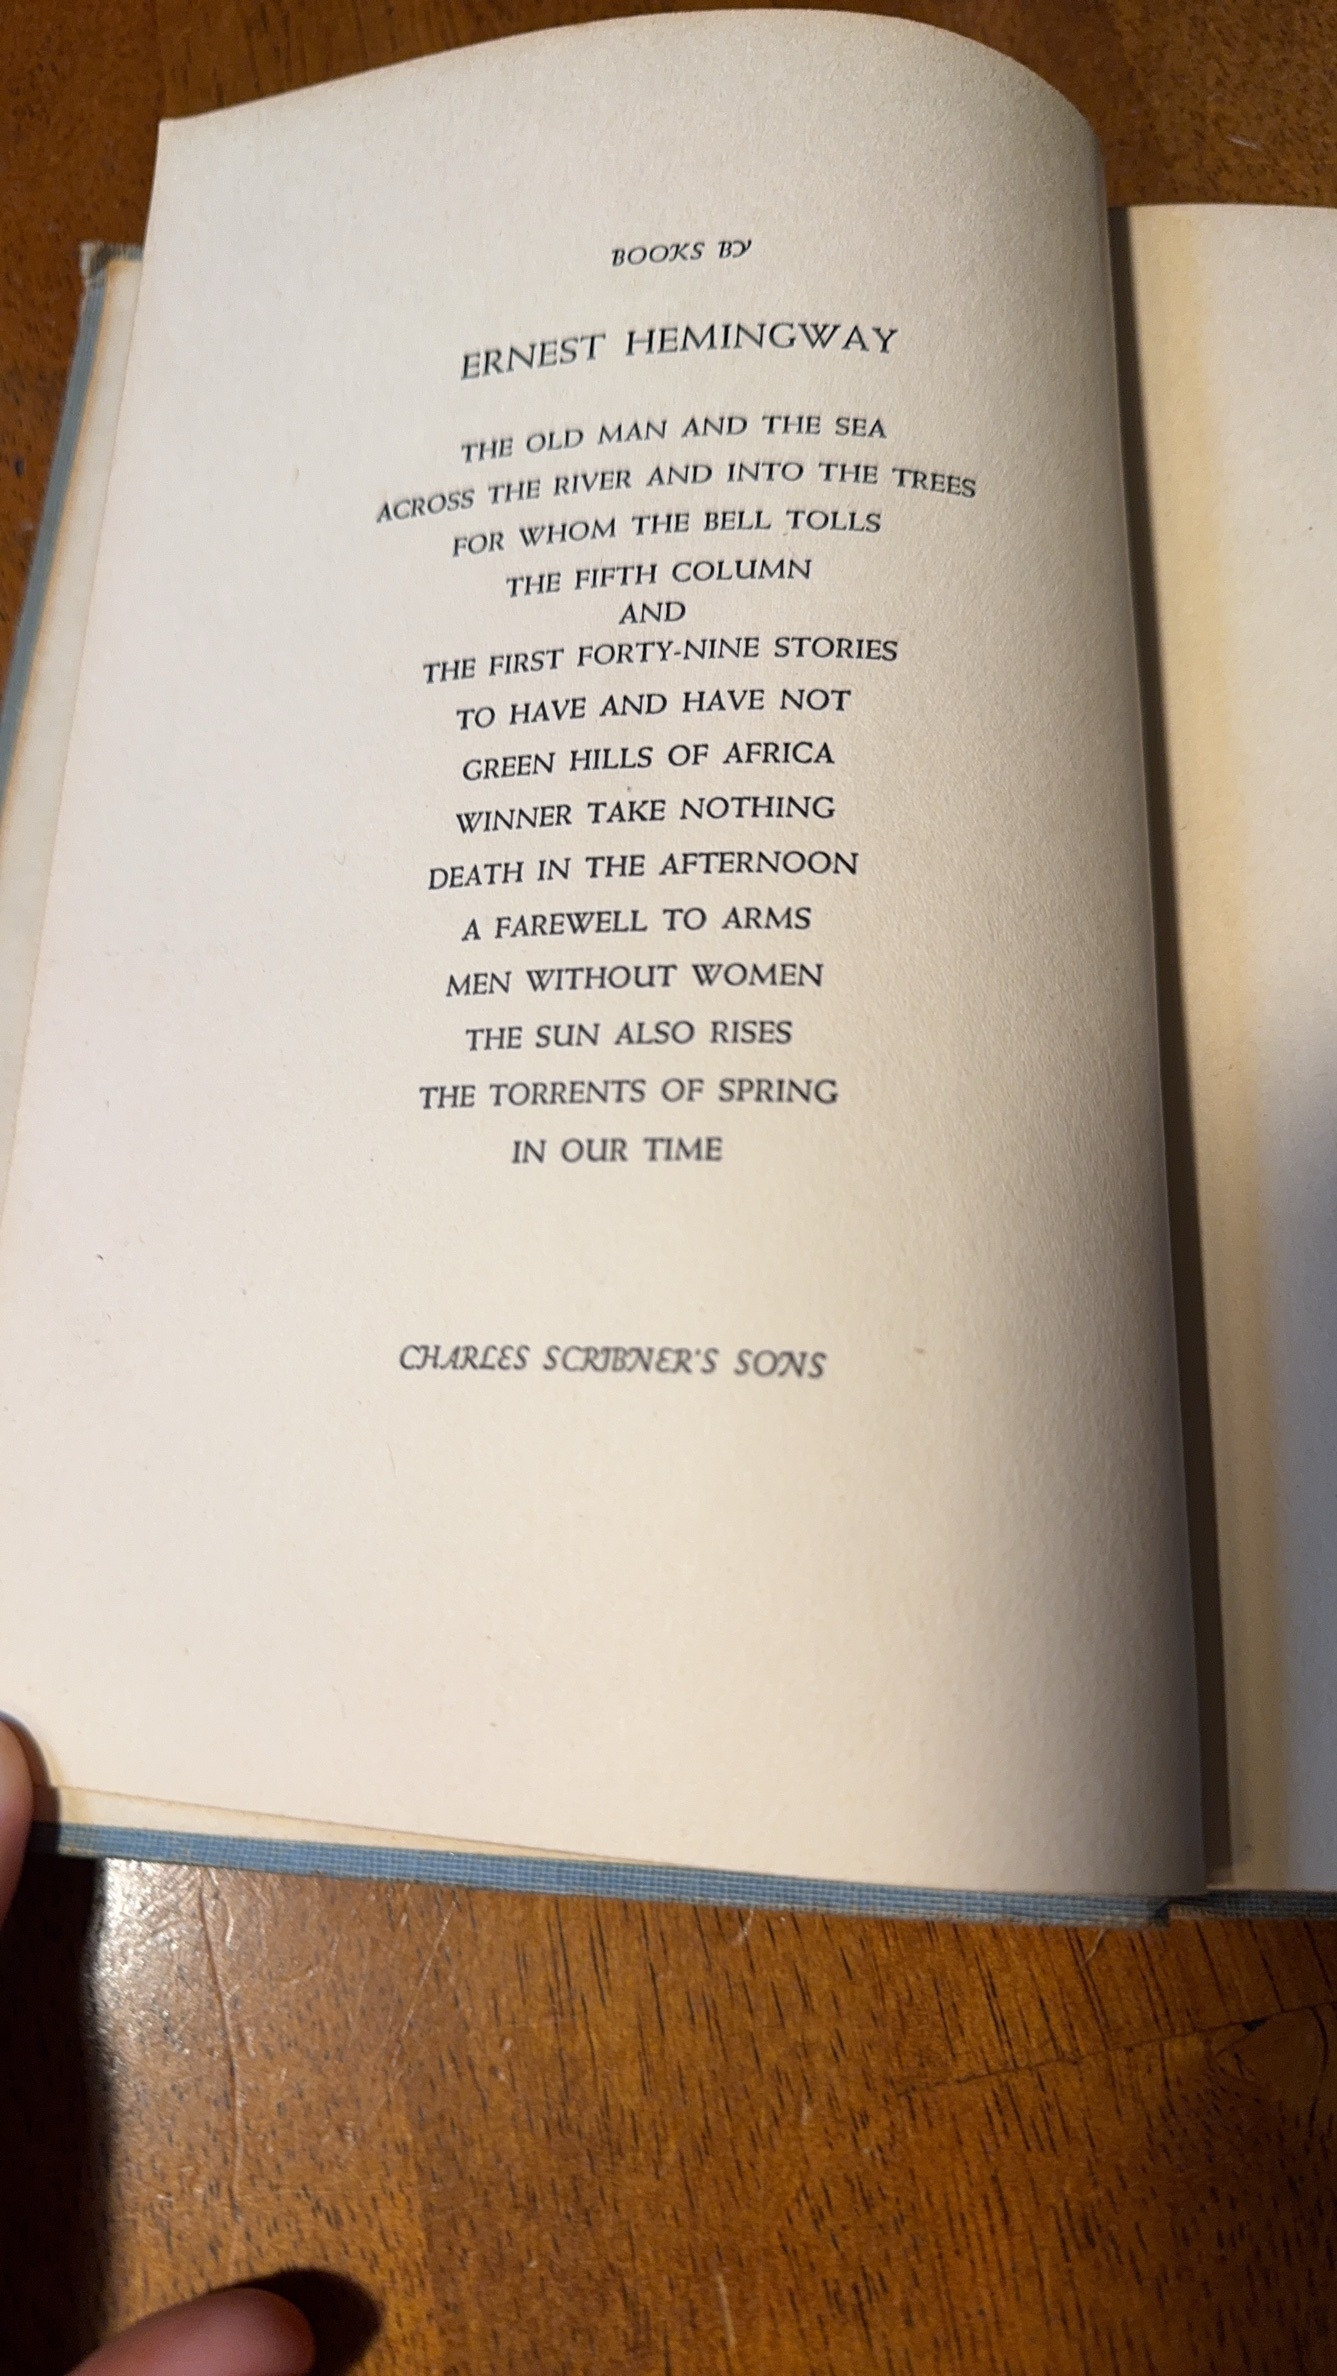 BOOKS BY
ERNEST HEMINGWAY
THE OLD MAN AND THE SEA
ACROSS THE RIVER AND INTO THE TREES
FOR WHOM THE BELL TOLLS
THE FIFTH COLUMN
AND
THE FIRST FORTY-NINE STORIES
TO HAVE AND HAVE NOT
GREEN HILLS OF AFRICA
WINNER TAKE NOTHING
DEATH IN THE AFTERNOON
A FAREWELL TO ARMS
MEN WITHOUT WOMEN
THE SUN ALSO RISES
THE TORRENTS OF SPRING
IN OUR TIME
CHARLES SCRIBNER'S SONS